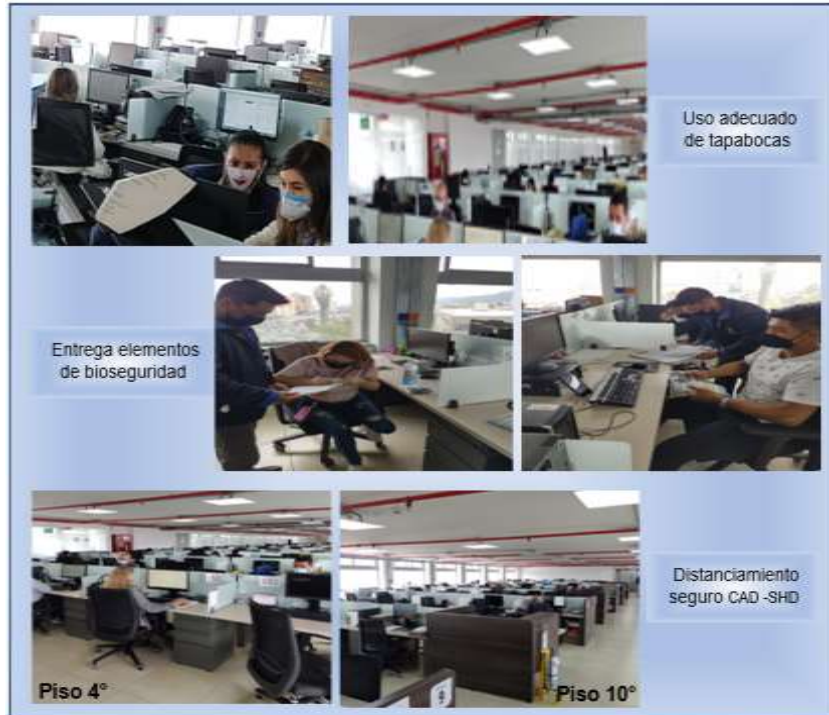 Uso adecuado
de tapabocas
Entrega elementos
de bioseguridad
Distanciamiento
seguro CAD -SHD
Piso 4°
Piso 10°